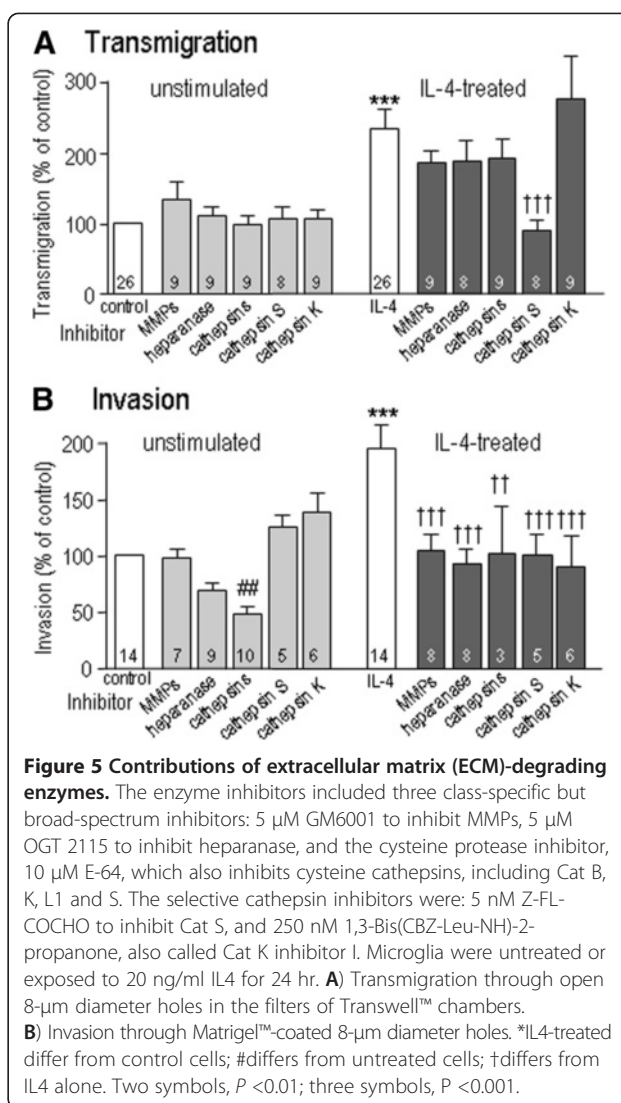 A Transmigration
unstimulated
IL-4-treated
Transmigration (% of control)
300
200
100
0
***
†††
26 9 9 9 8 9 26 9 8 9 8 9
control MMPs heparanase cathepsins cathepsin S cathepsin K IL-4 MMPs heparanase cathepsins cathepsin S cathepsin K
Inhibitor
B Invasion
unstimulated
IL-4-treated
Invasion (% of control)
200
150
100
50
0
##
***
††† ††† †† ††† †††
14 7 9 10 5 6 14 8 8 3 5 6
control MMPs heparanase cathepsins cathepsin S cathepsin K IL-4 MMPs heparanase cathepsins cathepsin S cathepsin K
Inhibitor
Figure 5 Contributions of extracellular matrix (ECM)-degrading
enzymes. The enzyme inhibitors included three class-specific but
broad-spectrum inhibitors: 5 μM GM6001 to inhibit MMPs, 5 μM
OGT 2115 to inhibit heparanase, and the cysteine protease inhibitor,
10 μM E-64, which also inhibits cysteine cathepsins, including Cat B,
K, L1 and S. The selective cathepsin inhibitors were: 5 nM Z-FL-
COCHO to inhibit Cat S, and 250 nM 1,3-Bis(CBZ-Leu-NH)-2-
propanone, also called Cat K inhibitor I. Microglia were untreated or
exposed to 20 ng/ml IL4 for 24 hr. A) Transmigration through open
8-μm diameter holes in the filters of Transwell™ chambers.
B) Invasion through Matrigel™-coated 8-μm diameter holes. *IL4-treated
differ from control cells; #differs from untreated cells; †differs from
IL4 alone. Two symbols, P <0.01; three symbols, P <0.001.